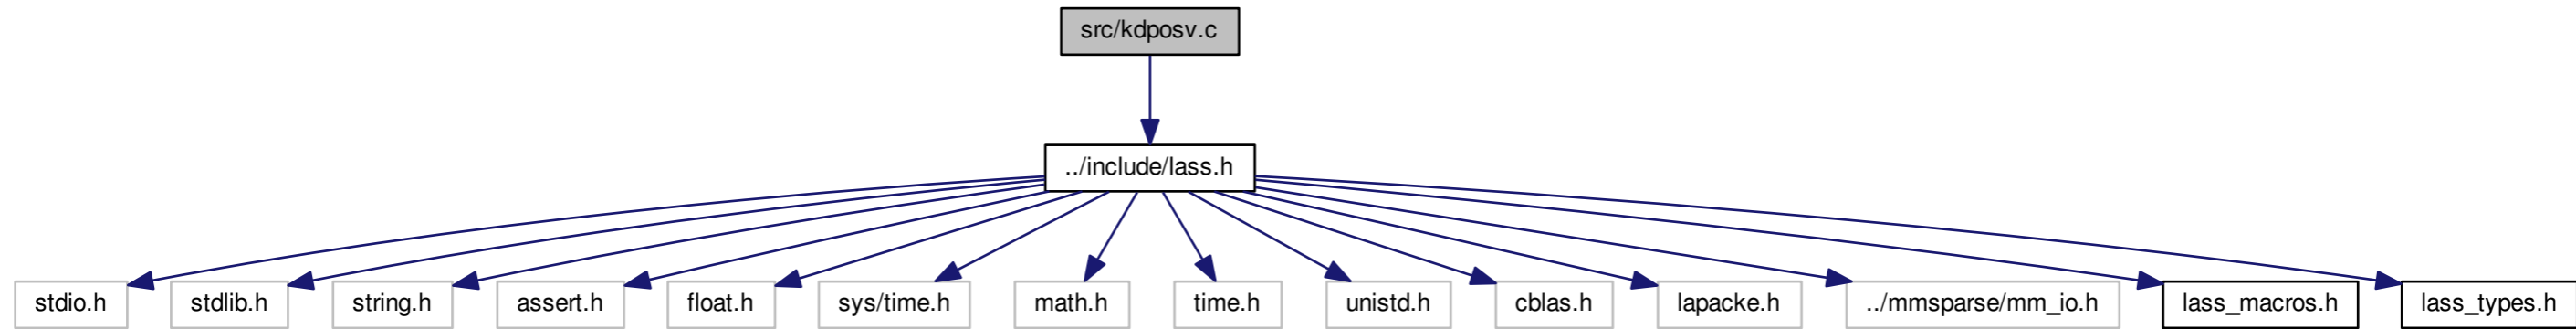 src/kdposv.c
../include/lass.h
stdio.h
stdlib.h
string.h
assert.h
float.h
sys/time.h
math.h
time.h
unistd.h
cblas.h
lapacke.h
../mmsparse/mm_io.h
lass_macros.h
lass_types.h